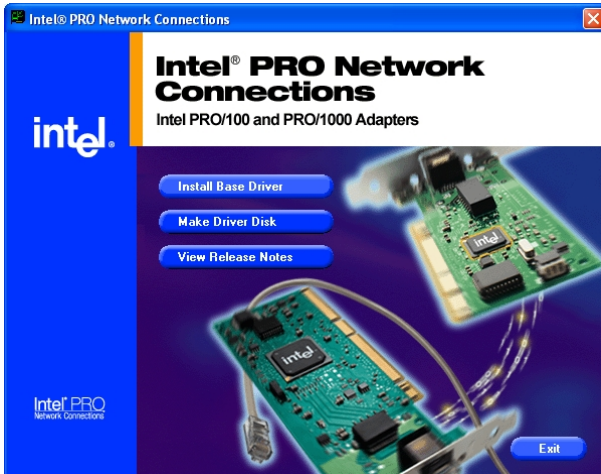 Intel® PRO Network Connections
Intel® PRO Network
Connections
Intel PRO/100 and PRO/1000 Adapters
intel.
Install Base Driver
Make Driver Disk
View Release Notes
intel
intel
Intel® PRO
Network Connections
Exit